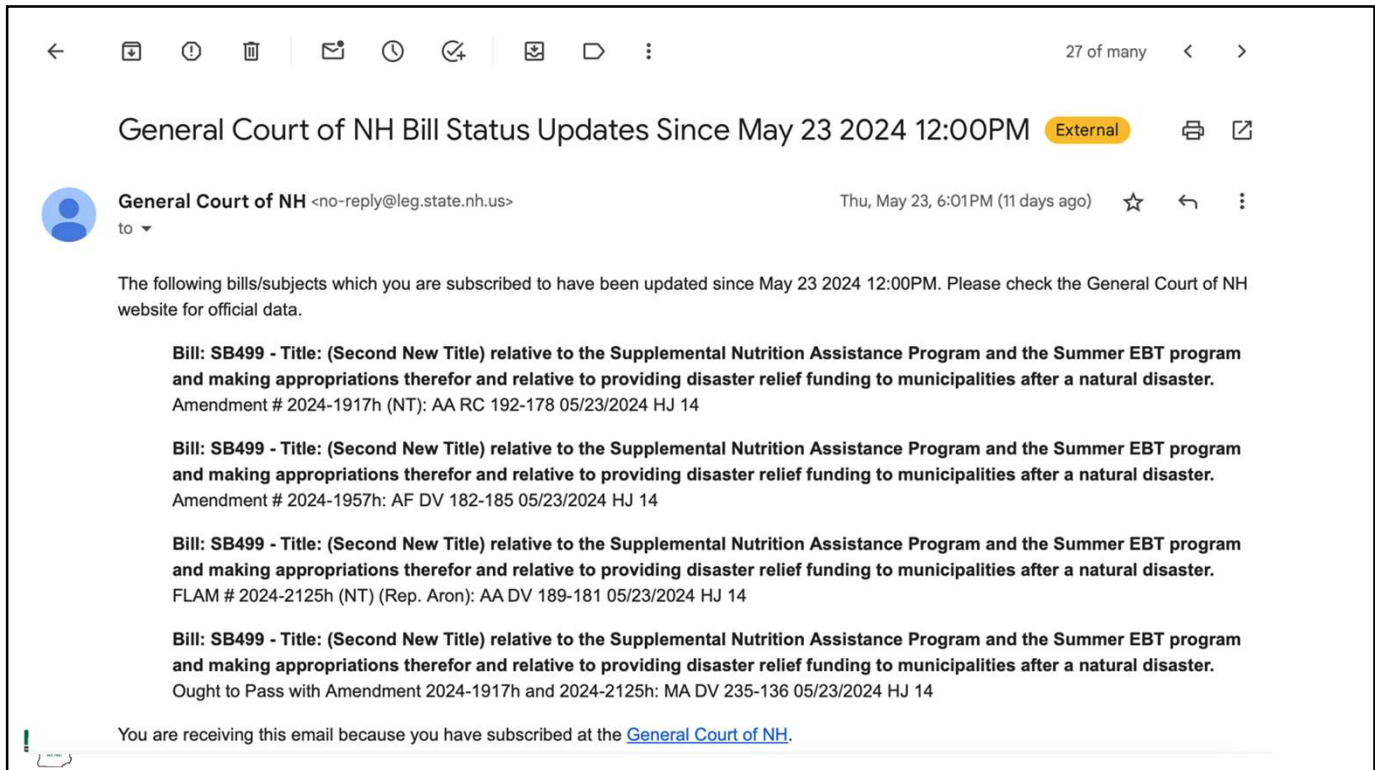 27 of many
General Court of NH Bill Status Updates Since May 23 2024 12:00PM External
General Court of NH <no-reply@leg.state.nh.us> Thu, May 23, 6:01PM (11 days ago)
to
The following bills/subjects which you are subscribed to have been updated since May 23 2024 12:00PM. Please check the General Court of NH
website for official data.
Bill: SB499 - Title: (Second New Title) relative to the Supplemental Nutrition Assistance Program and the Summer EBT program
and making appropriations therefor and relative to providing disaster relief funding to municipalities after a natural disaster.
Amendment # 2024-1917h (NT): AA RC 192-178 05/23/2024 HJ 14
Bill: SB499 - Title: (Second New Title) relative to the Supplemental Nutrition Assistance Program and the Summer EBT program
and making appropriations therefor and relative to providing disaster relief funding to municipalities after a natural disaster.
Amendment # 2024-1957h: AF DV 182-185 05/23/2024 HJ 14
Bill: SB499 - Title: (Second New Title) relative to the Supplemental Nutrition Assistance Program and the Summer EBT program
and making appropriations therefor and relative to providing disaster relief funding to municipalities after a natural disaster.
FLAM # 2024-2125h (NT) (Rep. Aron): AA DV 189-181 05/23/2024 HJ 14
Bill: SB499 - Title: (Second New Title) relative to the Supplemental Nutrition Assistance Program and the Summer EBT program
and making appropriations therefor and relative to providing disaster relief funding to municipalities after a natural disaster.
Ought to Pass with Amendment 2024-1917h and 2024-2125h: MA DV 235-136 05/23/2024 HJ 14
You are receiving this email because you have subscribed at the General Court of NH.